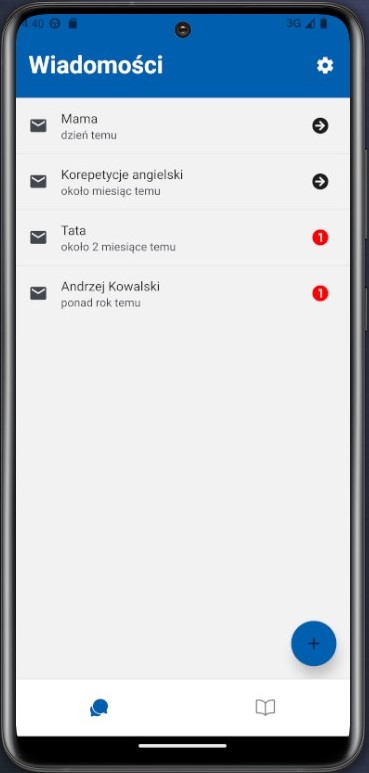 4:40
3G
Wiadomości
Mama
dzień temu
Korepetycje angielski
około miesiąc temu
Tata
około 2 miesiące temu
1
Andrzej Kowalski
ponad rok temu
1